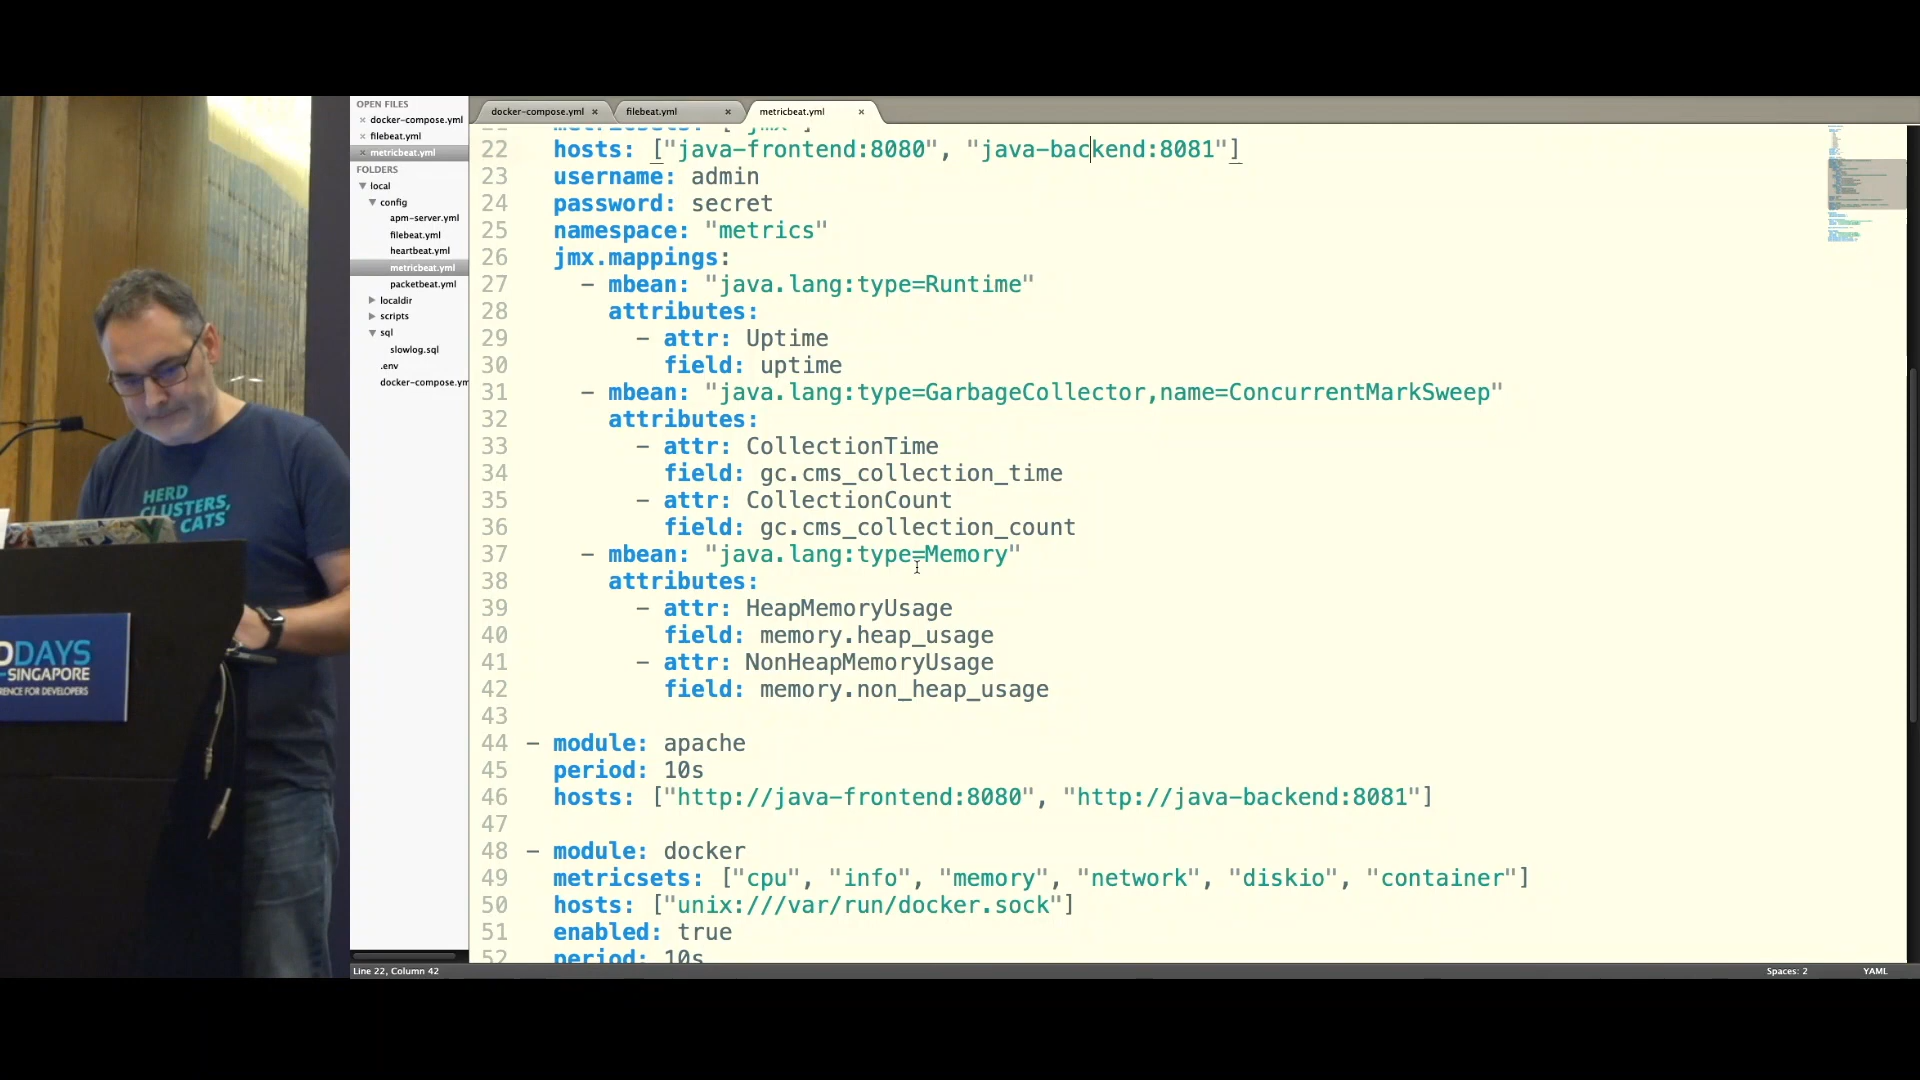 HERD
CLUSTERS,
CATS
DAYS
SINGAPORE
FOR DEVELOPERS
OPEN FILES
× docker-compose.yml
× filebeat.yml
× metricbeat.yml
FOLDERS
local
config
apm-server.yml
filebeat.yml
heartbeat.yml
metricbeat.yml
packetbeat.yml
localdir
scripts
sql
slowlog.sql
.env
docker-compose.ym
docker-compose.yml ×
filebeat.yml ×
metricbeat.yml ×
22 hosts: ["java-frontend:8080", "java-backend:8081"]
23 username: admin
24 password: secret
25 namespace: "metrics"
26 jmx.mappings:
27 - mbean: "java.lang:type=Runtime"
28 attributes:
29 - attr: Uptime
30 field: uptime
31 - mbean: "java.lang:type=GarbageCollector,name=ConcurrentMarkSweep"
32 attributes:
33 - attr: CollectionTime
34 field: gc.cms_collection_time
35 - attr: CollectionCount
36 field: gc.cms_collection_count
37 - mbean: "java.lang:type=Memory"
38 attributes:
39 - attr: HeapMemoryUsage
40 field: memory.heap_usage
41 - attr: NonHeapMemoryUsage
42 field: memory.non_heap_usage
43
44 - module: apache
45 period: 10s
46 hosts: ["http://java-frontend:8080", "http://java-backend:8081"]
47
48 - module: docker
49 metricsets: ["cpu", "info", "memory", "network", "diskio", "container"]
50 hosts: ["unix:///var/run/docker.sock"]
51 enabled: true
52 period: 10s
Line 22, Column 42
Spaces: 2
YAML